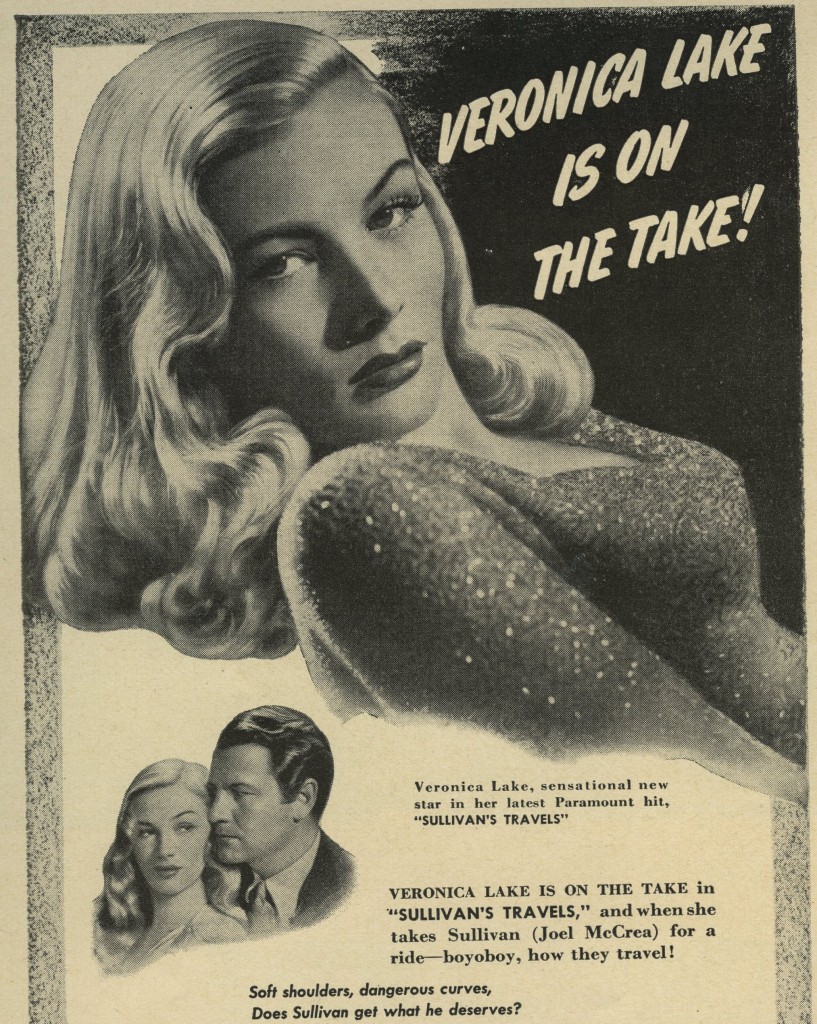 VERONICA LAKE
IS ON
THE TAKE!
Veronica Lake, sensational new
star in her latest Paramount hit,
"SULLIVAN'S TRAVELS"
VERONICA LAKE IS ON THE TAKE in
"SULLIVAN'S TRAVELS," and when she
takes Sullivan (Joel McCrea) for a
ride—boyoboy, how they travel!
Soft shoulders, dangerous curves,
Does Sullivan get what he deserves?